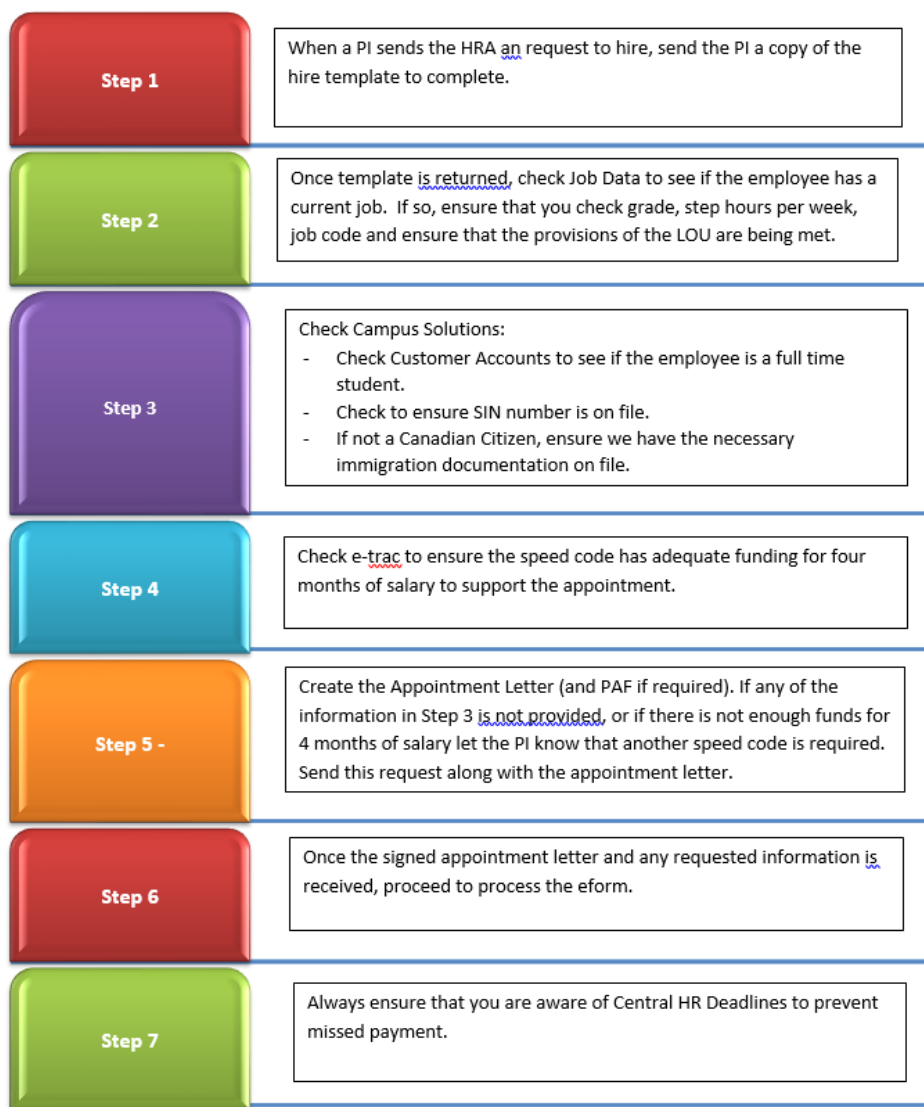 Step 1
When a PI sends the HRA an request to hire, send the PI a copy of the
hire template to complete.
Step 2
Once template is returned, check Job Data to see if the employee has a
current job.  If so, ensure that you check grade, step hours per week,
job code and ensure that the provisions of the LOU are being met.
Step 3
Check Campus Solutions:
- Check Customer Accounts to see if the employee is a full time
student.
- Check to ensure SIN number is on file.
- If not a Canadian Citizen, ensure we have the necessary
immigration documentation on file.
Step 4
Check e-trac to ensure the speed code has adequate funding for four
months of salary to support the appointment.
Step 5 -
Create the Appointment Letter (and PAF if required). If any of the
information in Step 3 is not provided, or if there is not enough funds for
4 months of salary let the PI know that another speed code is required.
Send this request along with the appointment letter.
Step 6
Once the signed appointment letter and any requested information is
received, proceed to process the eform.
Step 7
Always ensure that you are aware of Central HR Deadlines to prevent
missed payment.